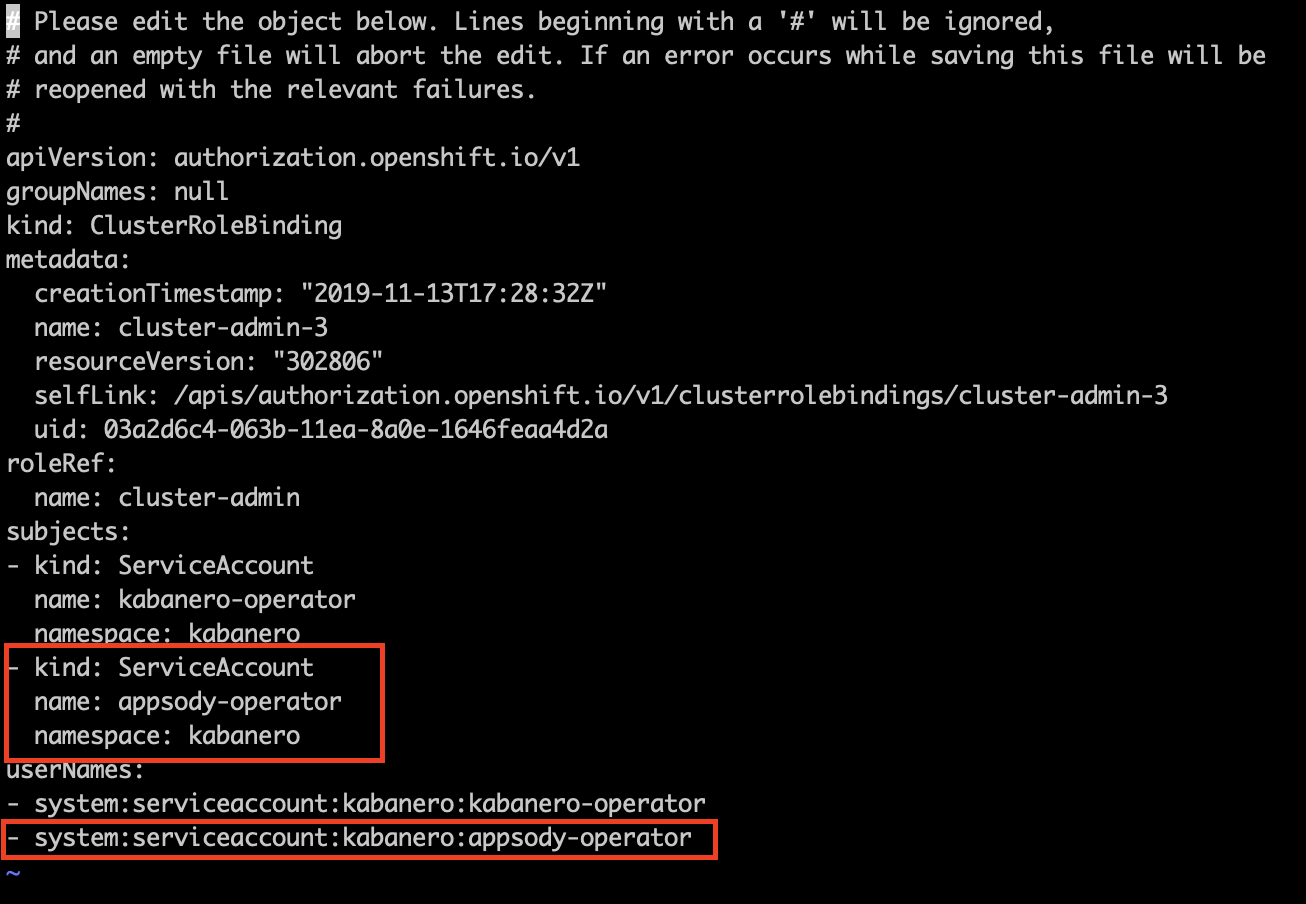 # Please edit the object below. Lines beginning with a '#' will be ignored,
# and an empty file will abort the edit. If an error occurs while saving this file will be
# reopened with the relevant failures.
#
apiVersion: authorization.openshift.io/v1
groupNames: null
kind: ClusterRoleBinding
metadata:
  creationTimestamp: "2019-11-13T17:28:32Z"
  name: cluster-admin-3
  resourceVersion: "302806"
  selfLink: /apis/authorization.openshift.io/v1/clusterrolebindings/cluster-admin-3
  uid: 03a2d6c4-063b-11ea-8a0e-1646feaa4d2a
roleRef:
  name: cluster-admin
subjects:
- kind: ServiceAccount
  name: kabanero-operator
  namespace: kabanero
- kind: ServiceAccount
  name: appsody-operator
  namespace: kabanero
userNames:
- system:serviceaccount:kabanero:kabanero-operator
- system:serviceaccount:kabanero:appsody-operator
~